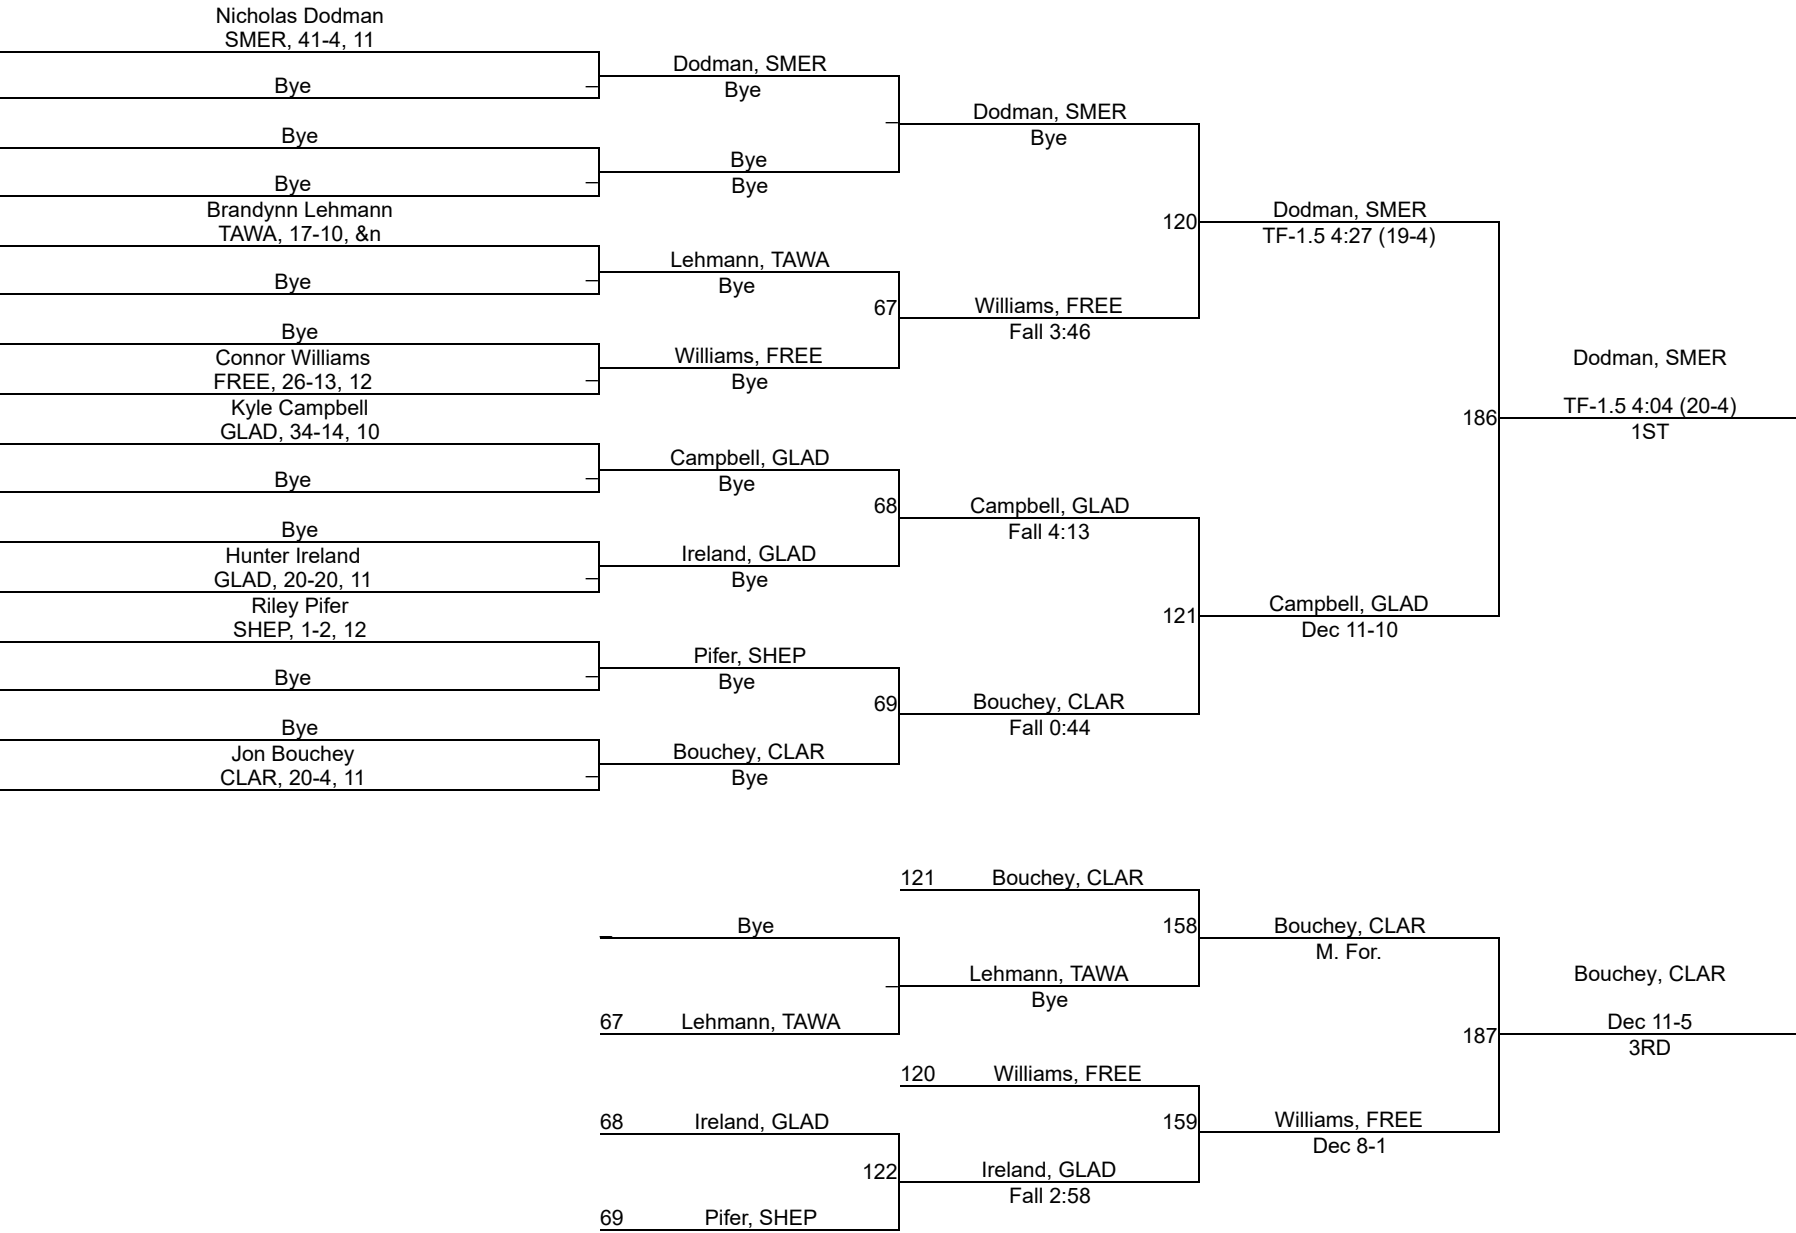 Nicholas Dodman
SMER, 41-4, 11
Bye
Bye
Bye
Brandynn Lehmann
TAWA, 17-10, &n
Bye
Bye
Connor Williams
FREE, 26-13, 12
Kyle Campbell
GLAD, 34-14, 10
Bye
Bye
Hunter Ireland
GLAD, 20-20, 11
Riley Pifer
SHEP, 1-2, 12
Bye
Bye
Jon Bouchey
CLAR, 20-4, 11
Dodman, SMER
Bye
Bye
Bye
Lehmann, TAWA
Bye
67
Williams, FREE
Bye
Campbell, GLAD
Bye
68
Ireland, GLAD
Bye
Pifer, SHEP
Bye
69
Bouchey, CLAR
Bye
Dodman, SMER
Bye
120
Williams, FREE
Fall 3:46
Campbell, GLAD
Fall 4:13
121
Bouchey, CLAR
Fall 0:44
Dodman, SMER
TF-1.5 4:27 (19-4)
186
Campbell, GLAD
Dec 11-10
Dodman, SMER
TF-1.5 4:04 (20-4)
1ST
Bye
67 Lehmann, TAWA
68 Ireland, GLAD
122
69 Pifer, SHEP
121 Bouchey, CLAR
158
Lehmann, TAWA
Bye
120 Williams, FREE
159
Ireland, GLAD
Fall 2:58
Bouchey, CLAR
M. For.
187
Williams, FREE
Dec 8-1
Bouchey, CLAR
Dec 11-5
3RD